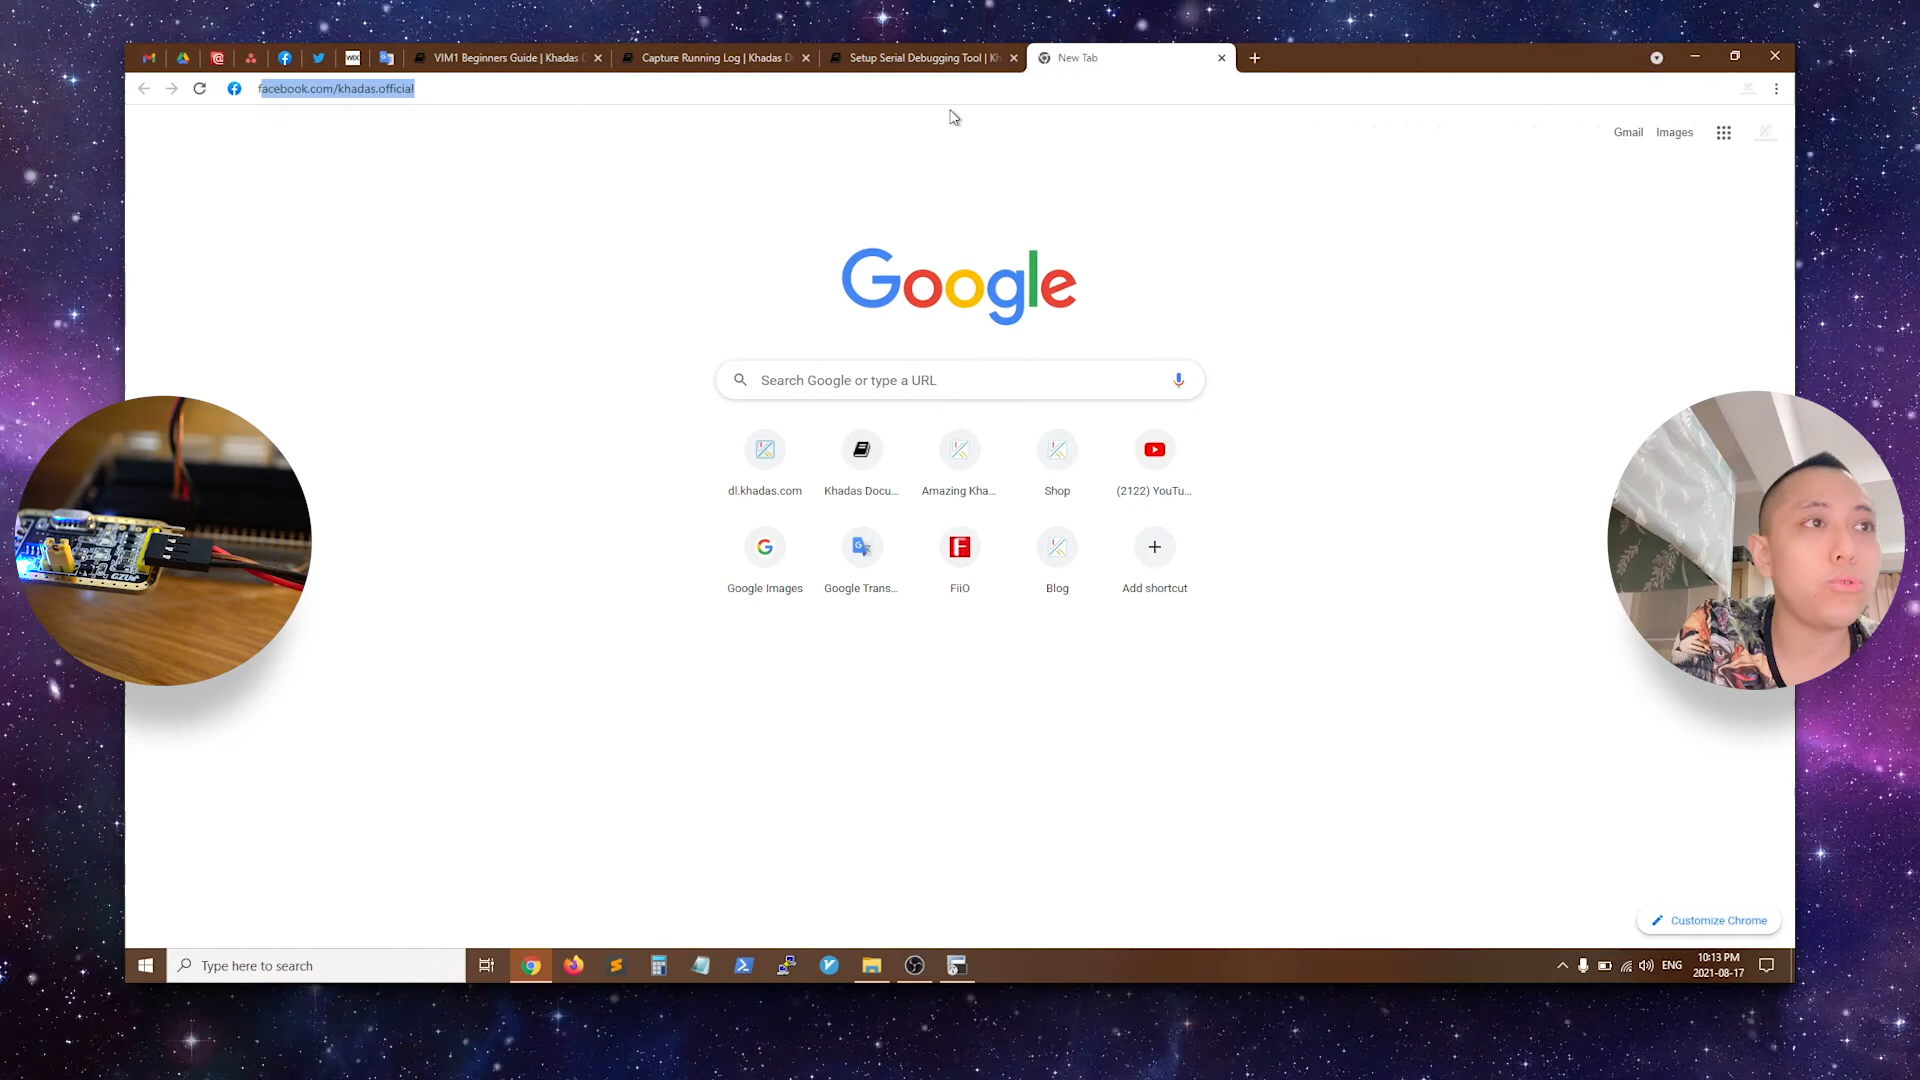 WIX
VIM1 Beginners Guide | Khadas D
Capture Running Log | Khadas D
Setup Serial Debugging Tool | Kh
New Tab
facebook.com/khadas.official
Gmail
Images
Google
Search Google or type a URL
dl.khadas.com
Khadas Docu...
Amazing Kha...
Shop
(2122) YouTu...
Google Images
Google Trans...
FiiO
Blog
Add shortcut
Customize Chrome
Type here to search
ENG
10:13 PM
2021-08-17